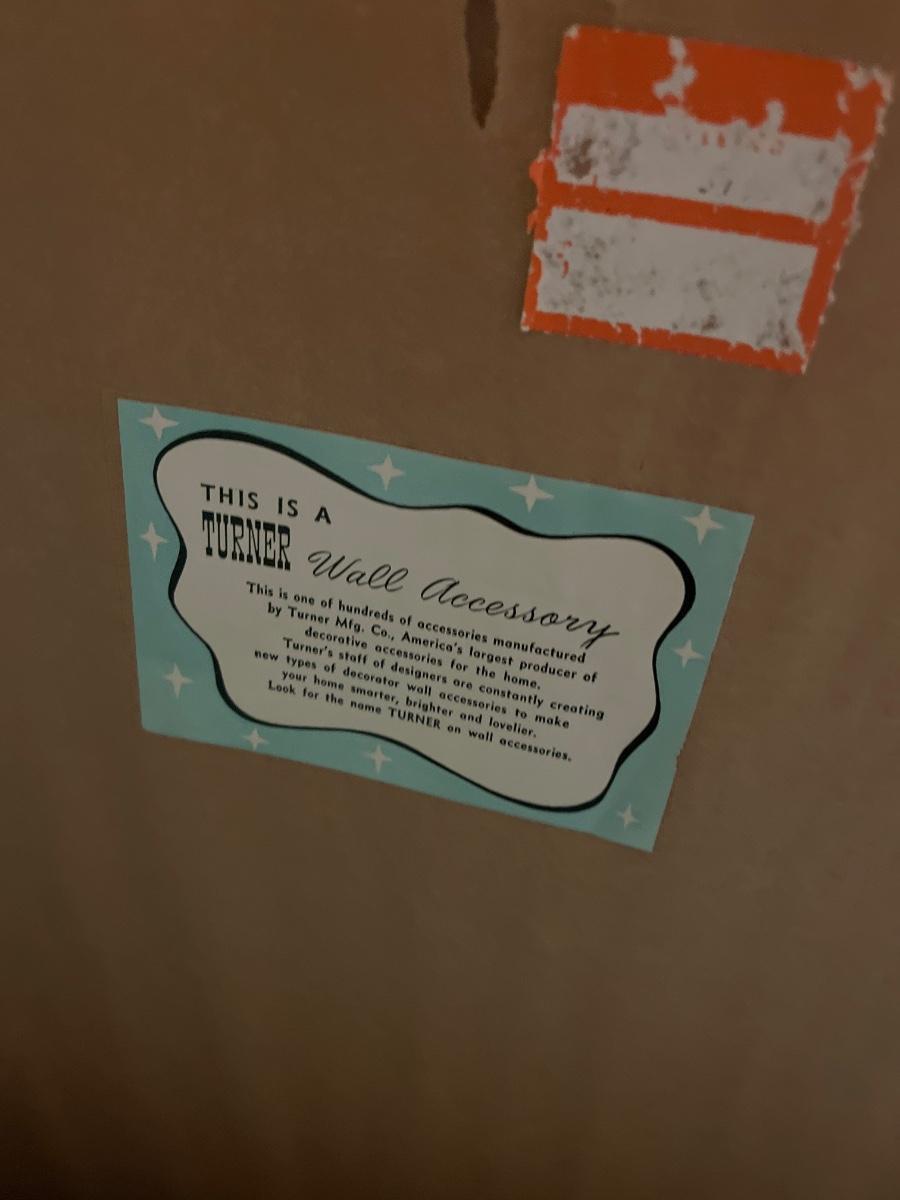 THIS IS A
TURNER Wall Accessory
This is one of hundreds of accessories manufactured
by Turner Mfg. Co., America's largest producer of
decorative accessories for the home.
Turner's staff of designers are constantly creating
new types of decorator wall accessories to make
your home smarter, brighter and lovelier.
Look for the name TURNER on wall accessories.